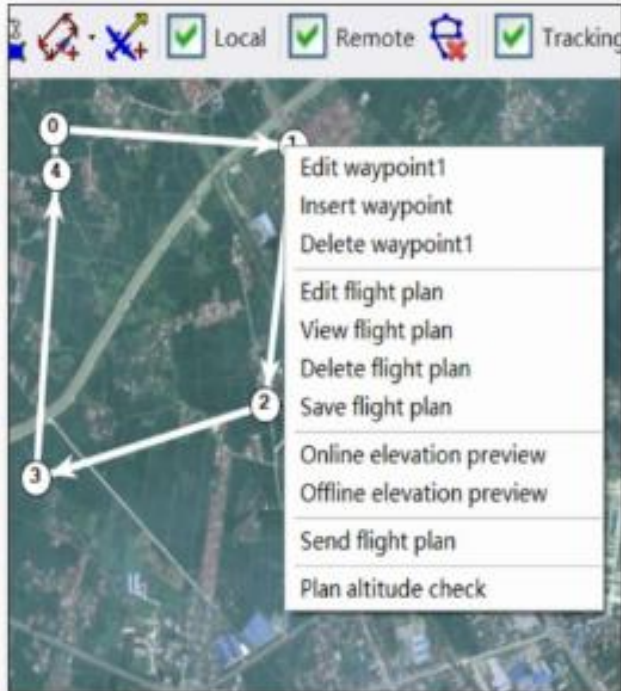 Local Remote Tracking
0
1
4
Edit waypoint1
Insert waypoint
Delete waypoint1
Edit flight plan
View flight plan
Delete flight plan
Save flight plan
2
Online elevation preview
3
Offline elevation preview
Send flight plan
Plan altitude check